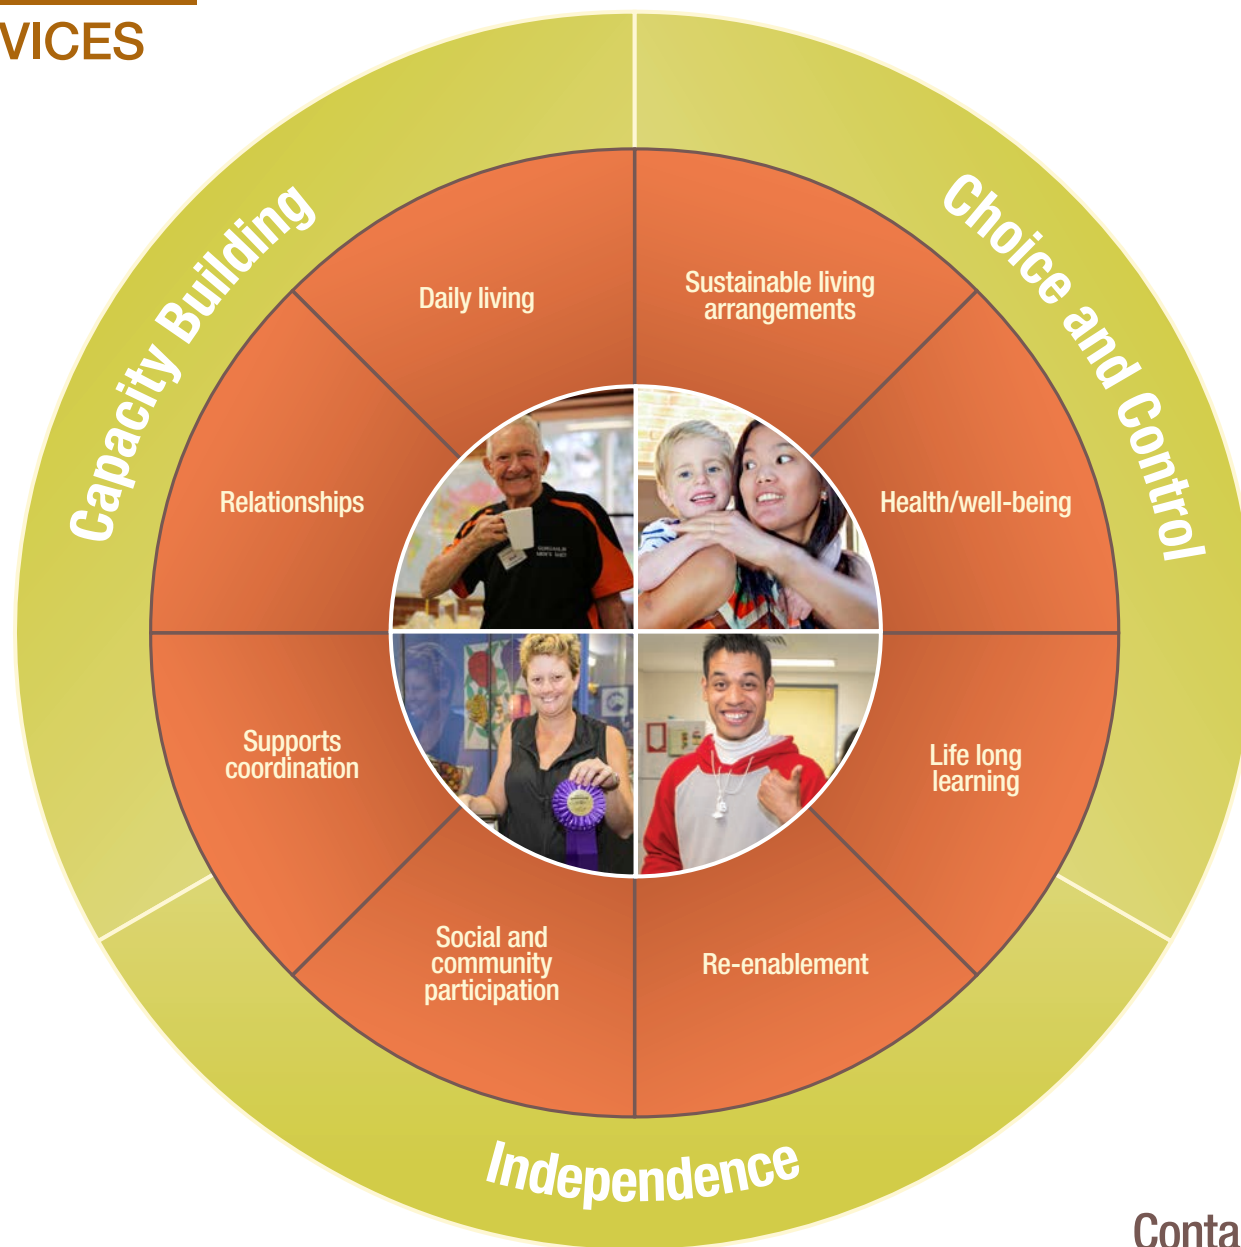 VICES
Capacity Building
Choice and Control
Daily living
Sustainable living
arrangements
Relationships
Health/well-being
Supports
coordination
Life long
learning
Social and
community
participation
Re-enablement
Independence
Conta